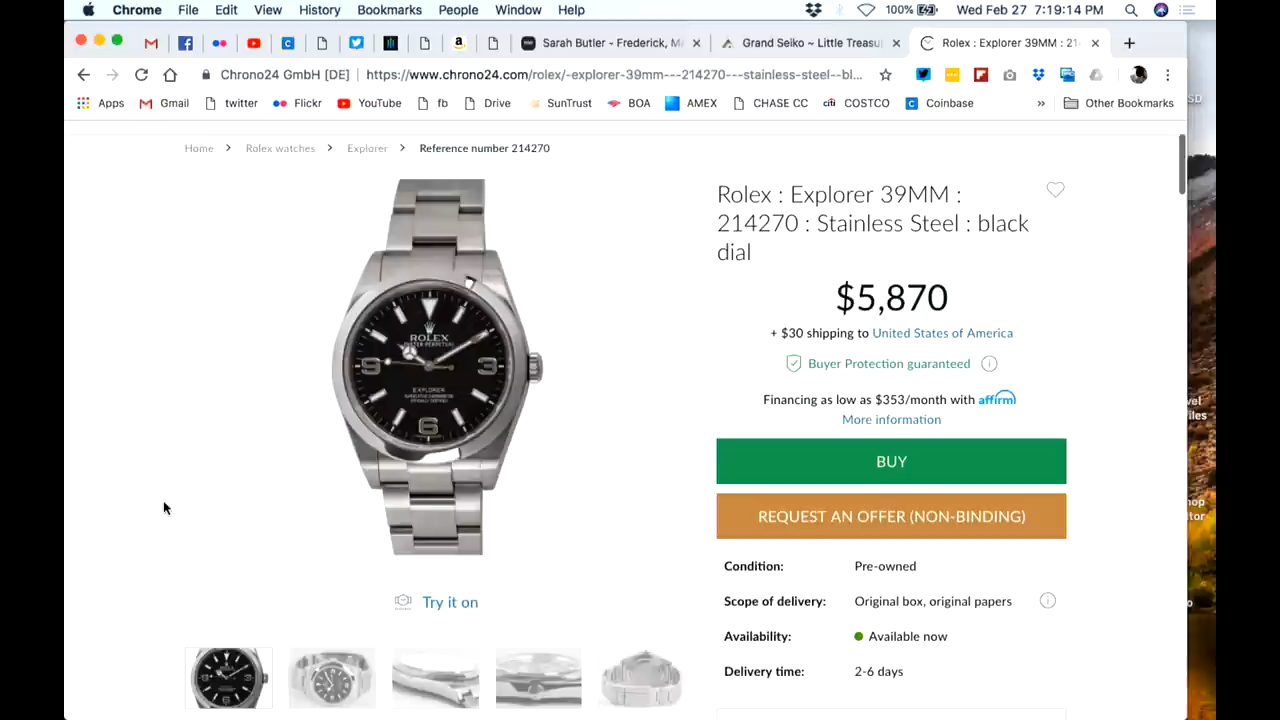 Chrome File Edit View History Bookmarks People Window Help 100% Wed Feb 27 7:19:14 PM
Sarah Butler - Frederick, M Grand Seiko ~ Little Treasu Rolex : Explorer 39MM : 21
Chrono24 GmbH [DE] https://www.chrono24.com/rolex/-explorer-39mm---214270---stainless-steel--bl...
Apps Gmail twitter Flickr YouTube fb Drive SunTrust BOA AMEX CHASE CC COSTCO Coinbase » Other Bookmarks
Home > Rolex watches > Explorer > Reference number 214270
ROLEX
EXPLORER
9 3
6
Try it on
Rolex : Explorer 39MM :
214270 : Stainless Steel : black
dial
$5,870
+ $30 shipping to United States of America
Buyer Protection guaranteed
Financing as low as $353/month with affirm
More information
BUY
REQUEST AN OFFER (NON-BINDING)
Condition: Pre-owned
Scope of delivery: Original box, original papers
Availability: Available now
Delivery time: 2-6 days